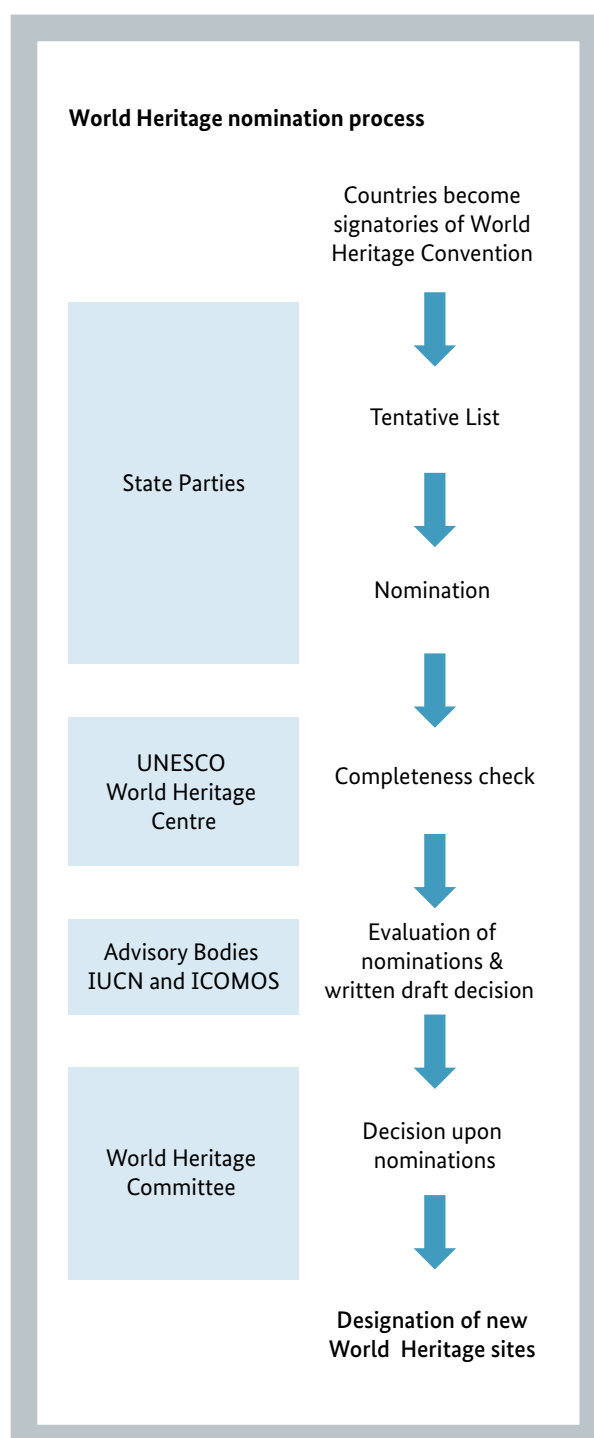 World Heritage nomination process
Countries become
signatories of World
Heritage Convention
State Parties
Tentative List
Nomination
UNESCO
World Heritage
Centre
Completeness check
Advisory Bodies
IUCN and ICOMOS
Evaluation of
nominations &
written draft decision
World Heritage
Committee
Decision upon
nominations
Designation of new
World Heritage sites